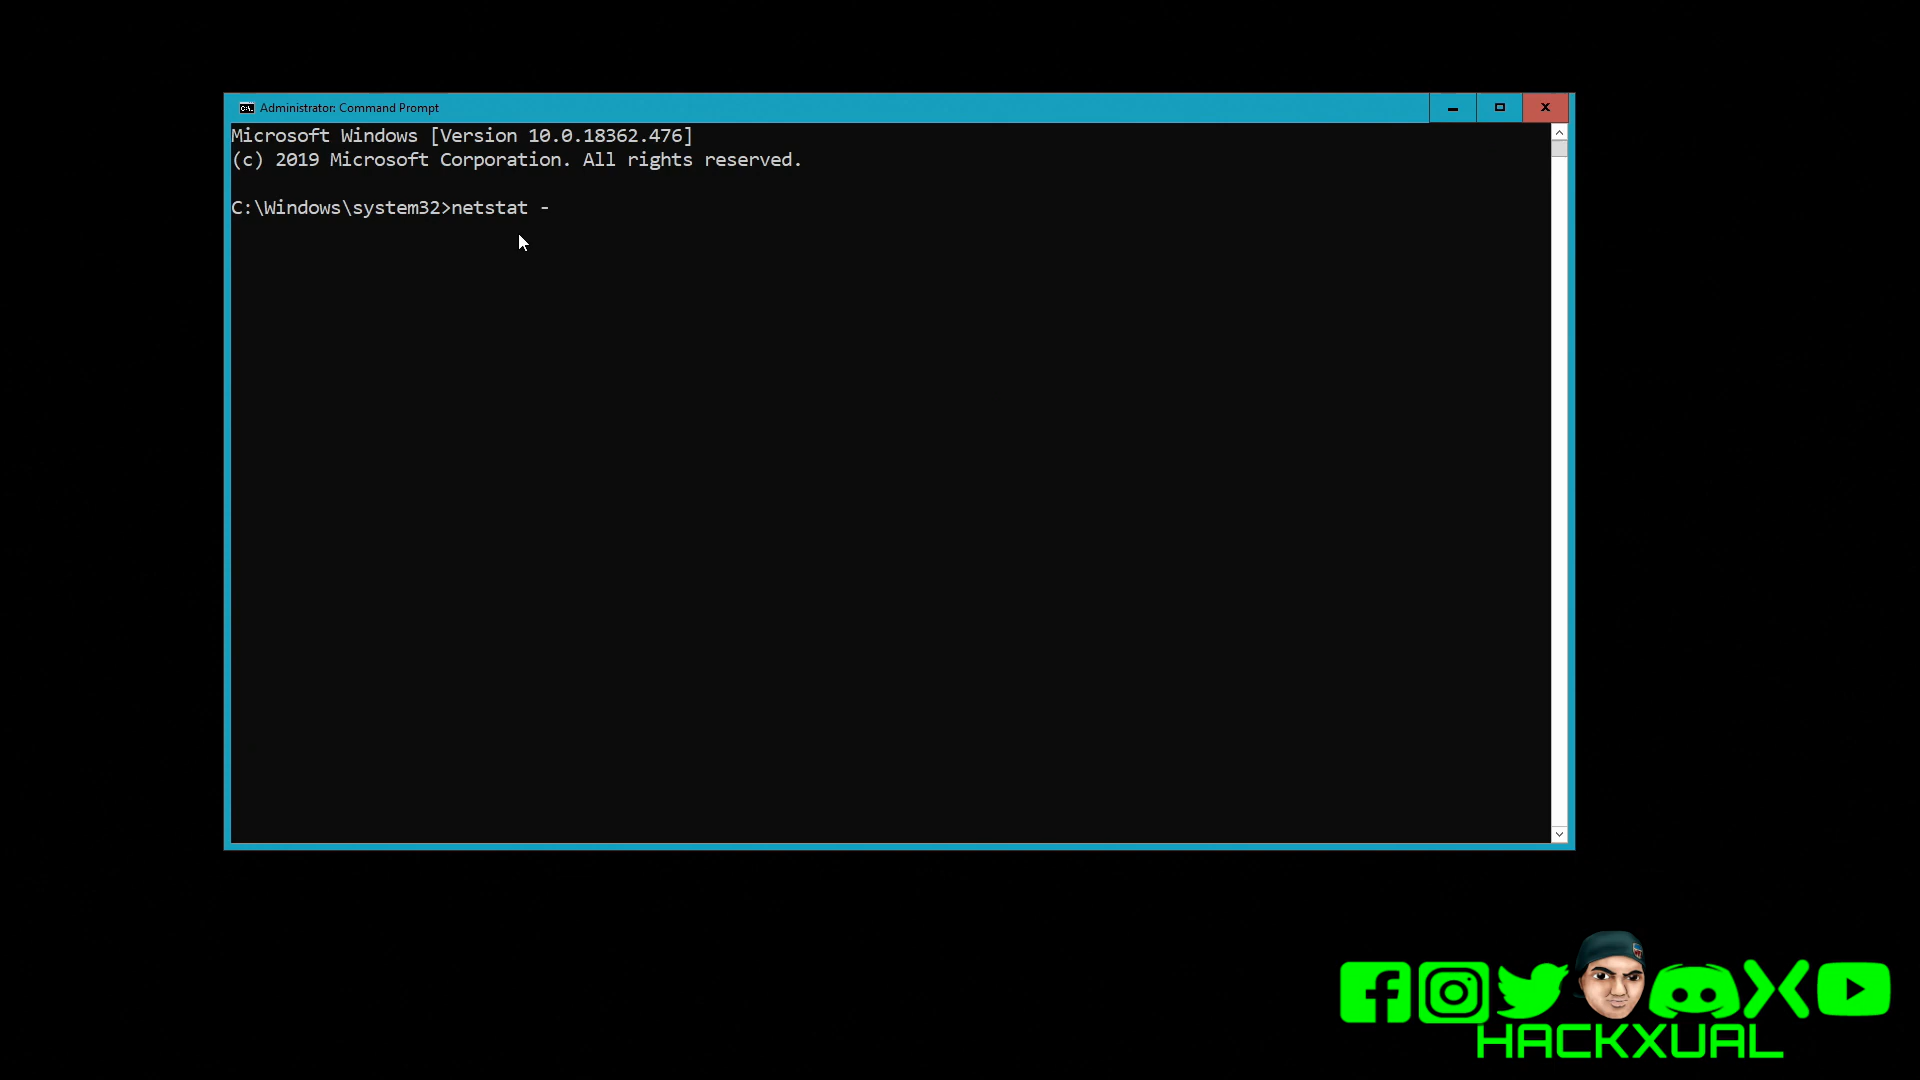 Administrator: Command Prompt
Microsoft Windows [Version 10.0.18362.476]
(c) 2019 Microsoft Corporation. All rights reserved.
C:\Windows\system32>netstat -
HACKXUAL